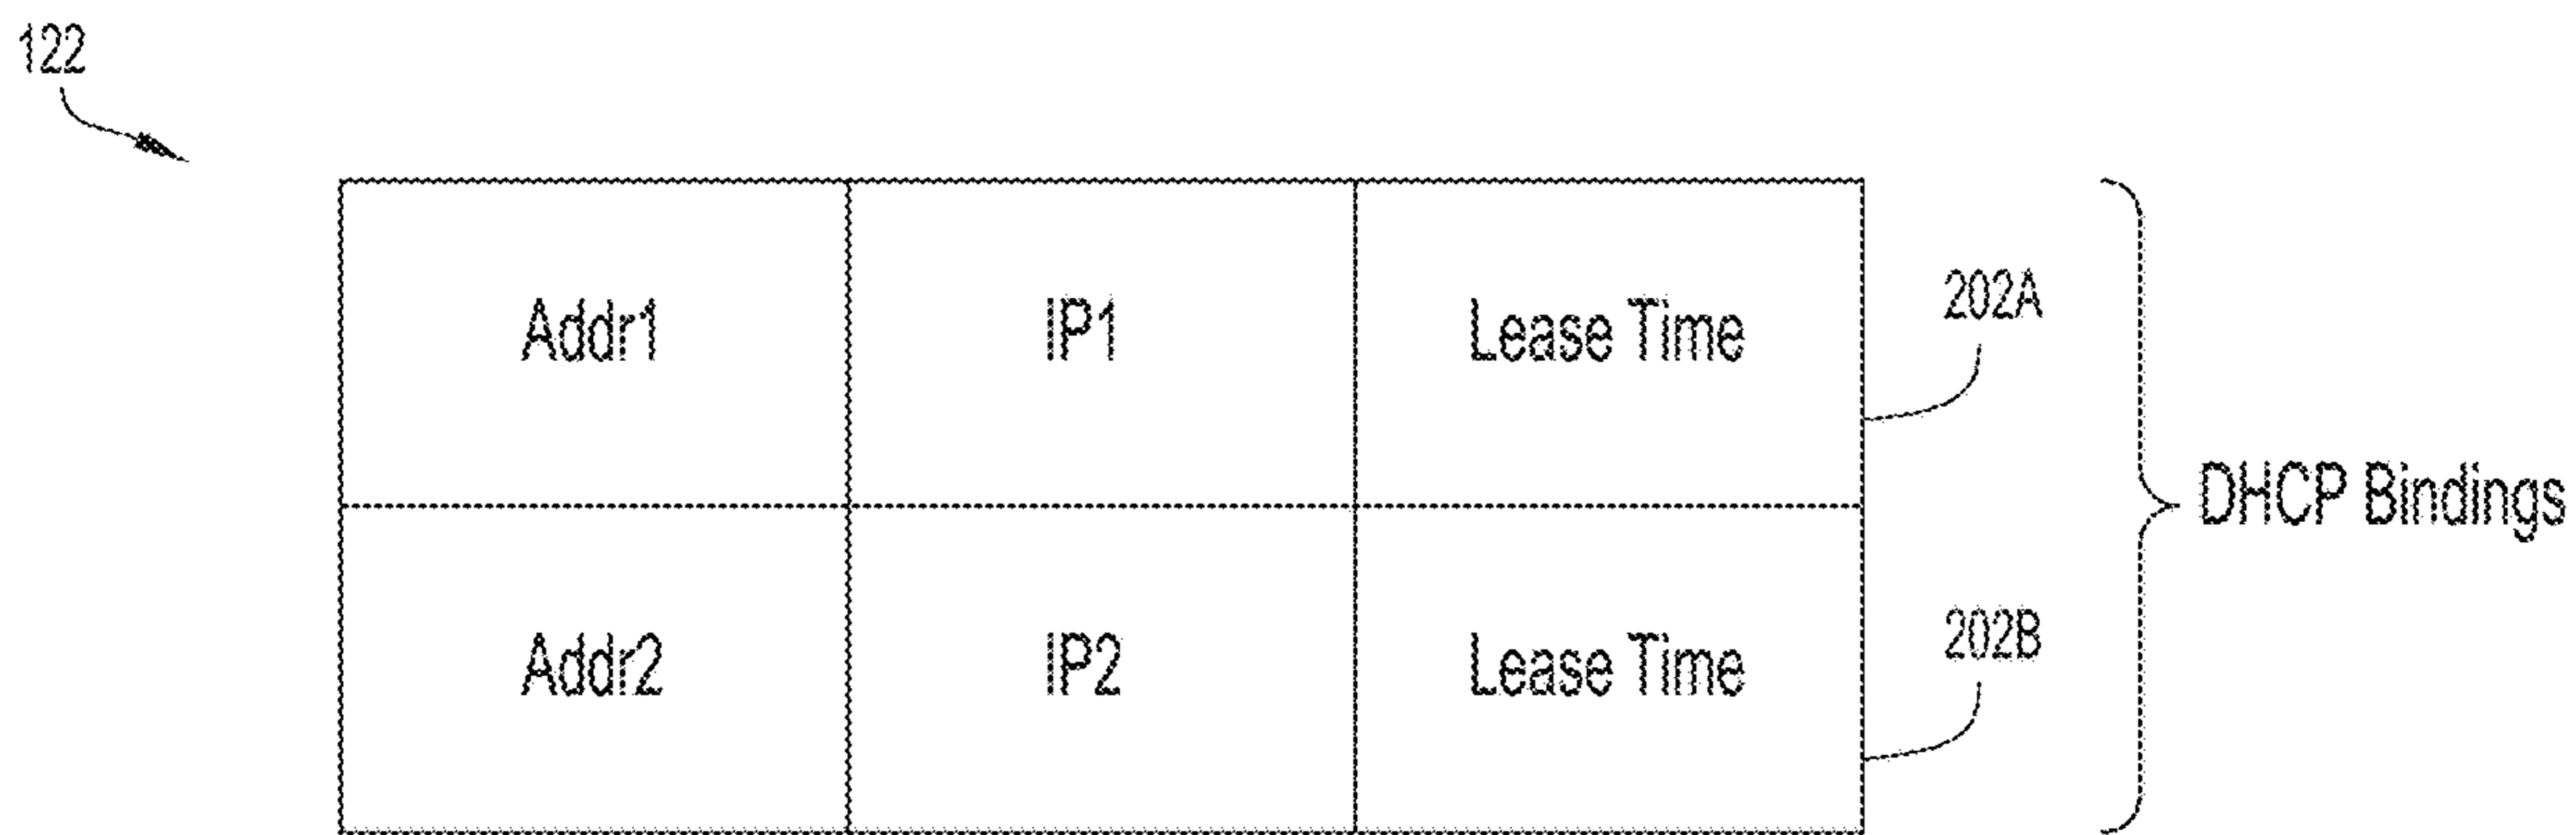 122
Addr1 IP1 Lease Time 202A
DHCP Bindings
Addr2 IP2 Lease Time 202B